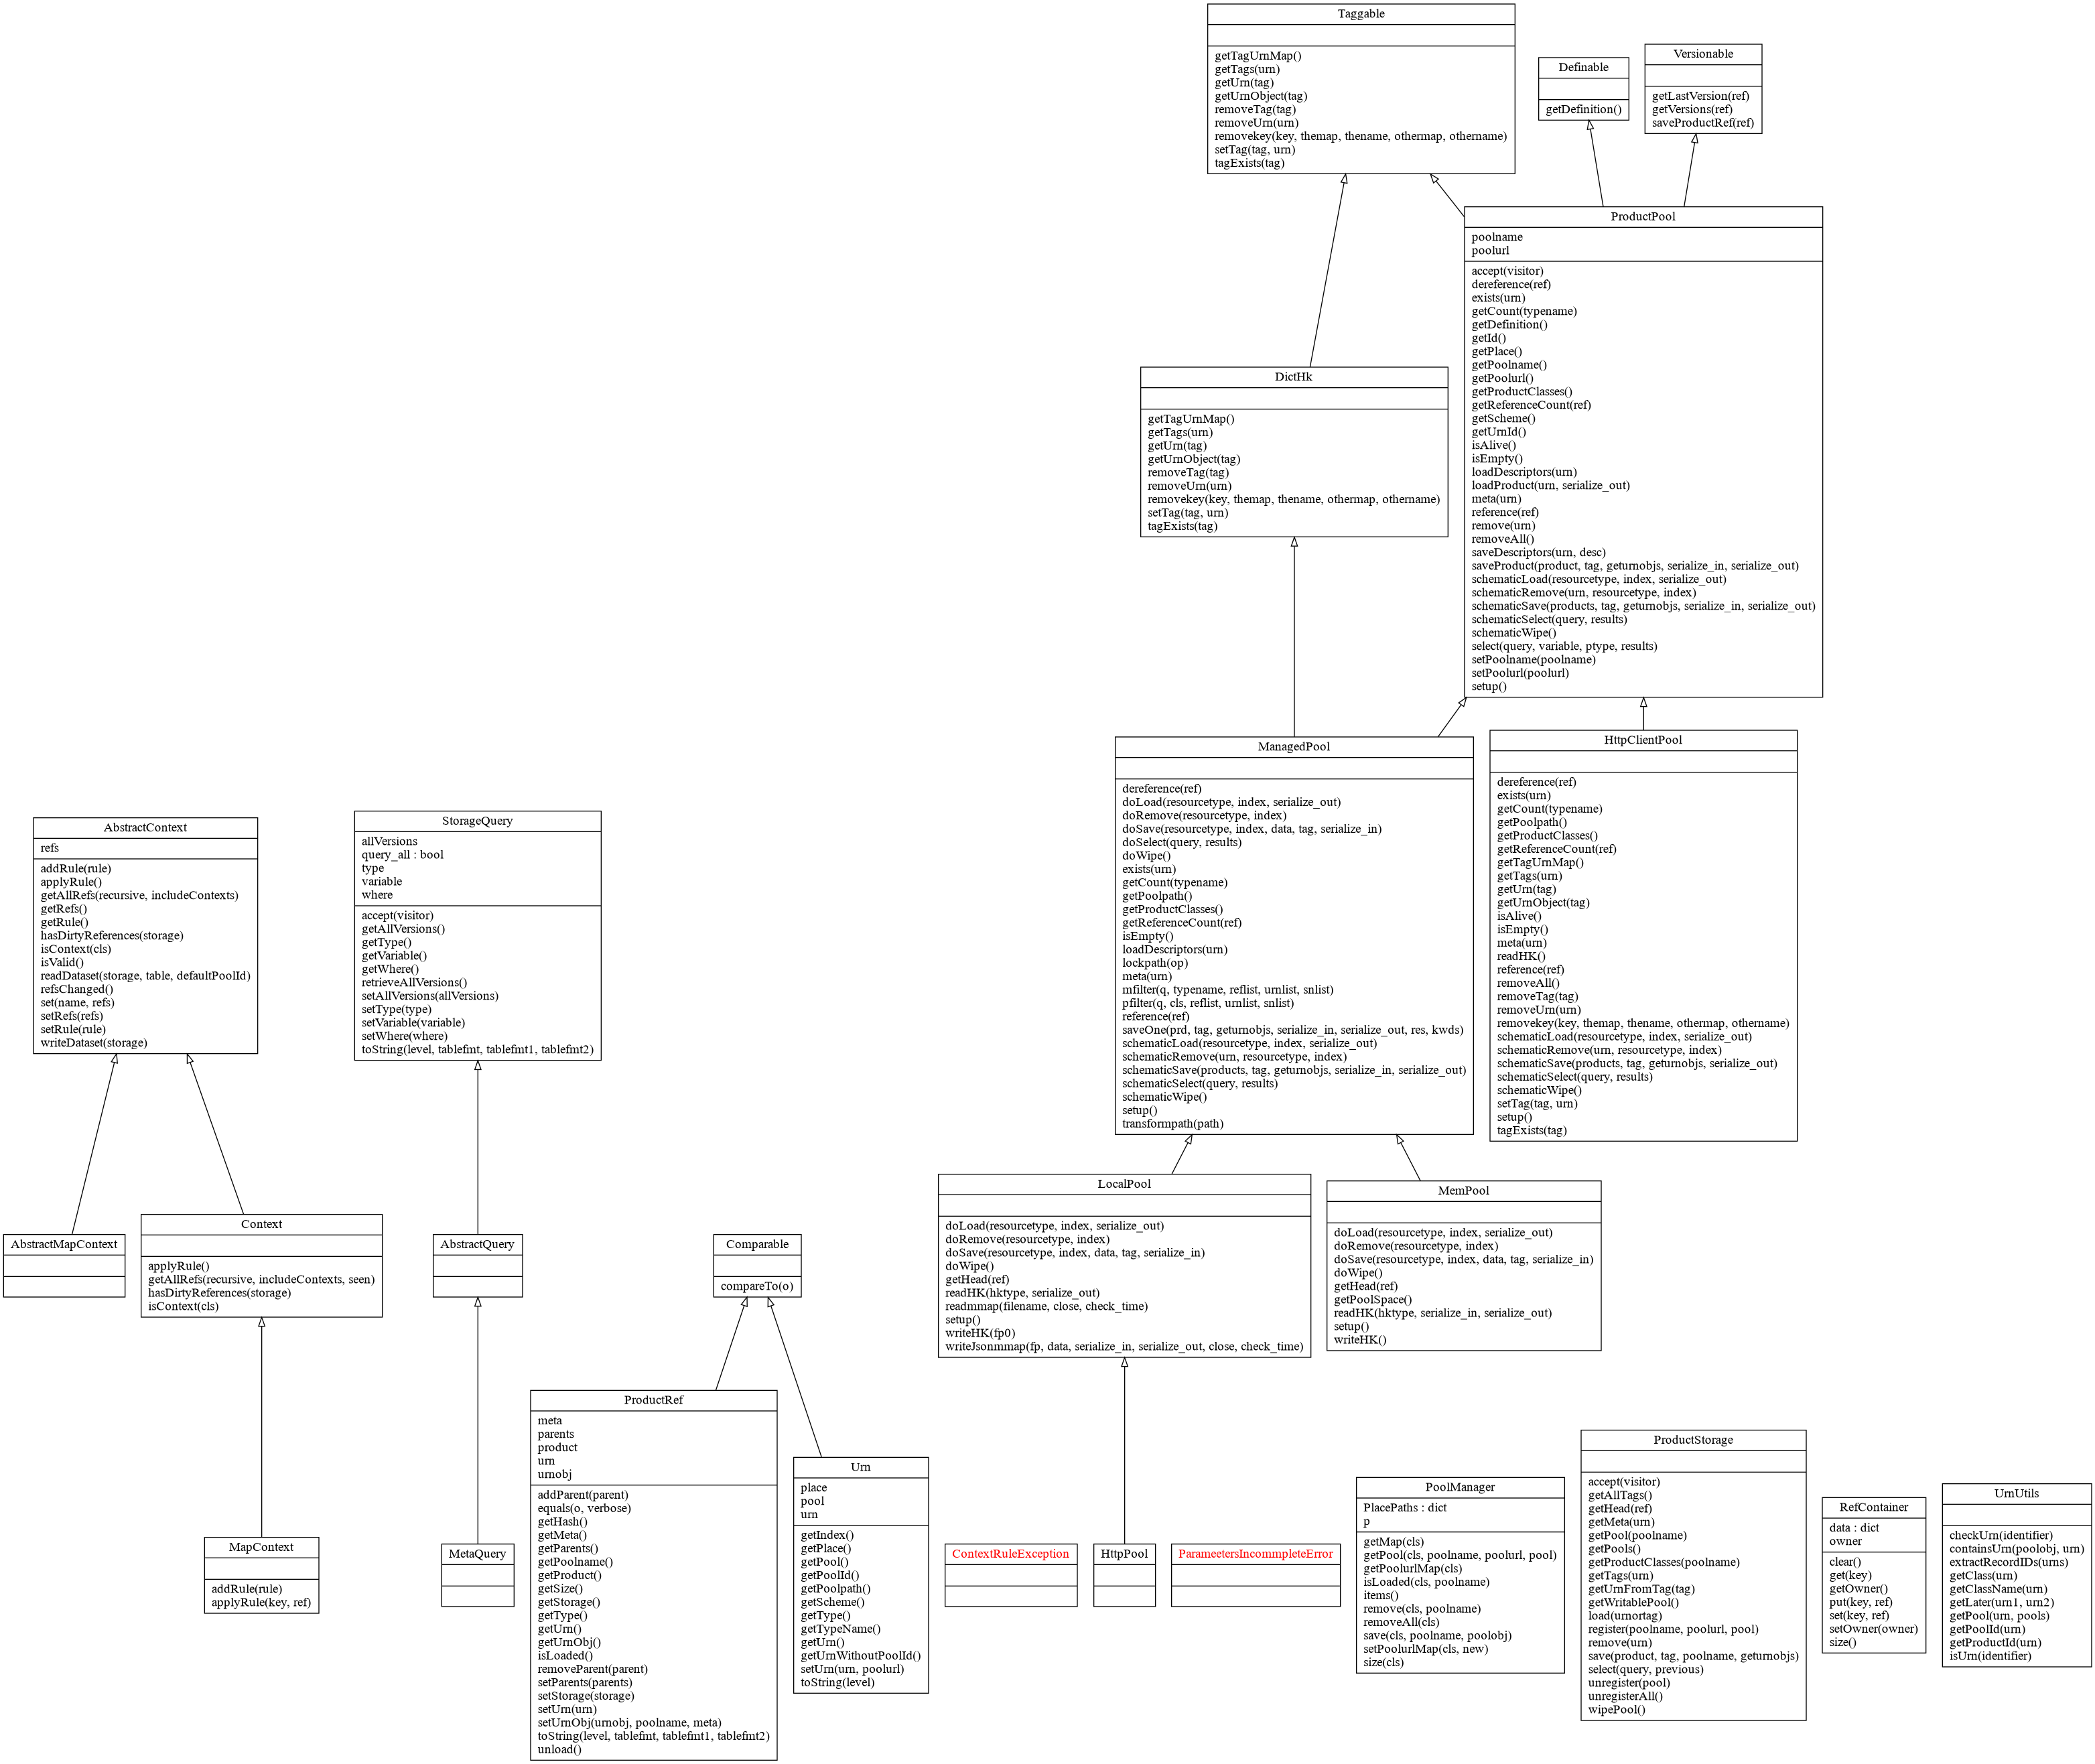 Taggable
getTagUrnMap()
getTags(urn)
getUrn(tag)
getUrnObject(tag)
removeTag(tag)
removeUrn(urn)
removekey(key, themap, thename, othermap, othername)
setTag(tag, urn)
tagExists(tag)
Definable
getDefinition()
Versionable
getLastVersion(ref)
getVersions(ref)
saveProductRef(ref)
ProductPool
poolname
poolurl
accept(visitor)
dereference(ref)
exists(urn)
getCount(typename)
getDefinition()
getId()
getPlace()
getPoolname()
getPoolurl()
getProductClasses()
getReferenceCount(ref)
getScheme()
getUrnId()
isAlive()
isEmpty()
loadDescriptors(urn)
loadProduct(urn, serialize_out)
meta(urn)
reference(ref)
remove(urn)
removeAll()
saveDescriptors(urn, desc)
saveProduct(product, tag, geturnobjs, serialize_in, serialize_out)
schematicLoad(resourcetype, index, serialize_out)
schematicRemove(urn, resourcetype, index)
schematicSave(products, tag, geturnobjs, serialize_in, serialize_out)
schematicSelect(query, results)
schematicWipe()
select(query, variable, ptype, results)
setPoolname(poolname)
setPoolurl(poolurl)
setup()
DictHk
getTagUrnMap()
getTags(urn)
getUrn(tag)
getUrnObject(tag)
removeTag(tag)
removeUrn(urn)
removekey(key, themap, thename, othermap, othername)
setTag(tag, urn)
tagExists(tag)
ManagedPool
dereference(ref)
doLoad(resourcetype, index, serialize_out)
doRemove(resourcetype, index)
doSave(resourcetype, index, data, tag, serialize_in)
doSelect(query, results)
doWipe()
exists(urn)
getCount(typename)
getPoolpath()
getProductClasses()
getReferenceCount(ref)
isEmpty()
loadDescriptors(urn)
lockpath(op)
meta(urn)
mfilter(q, typename, reflist, urnlist, snlist)
pfilter(q, cls, reflist, urnlist, snlist)
reference(ref)
saveOne(prd, tag, geturnobjs, serialize_in, serialize_out, res, kwds)
schematicLoad(resourcetype, index, serialize_out)
schematicRemove(urn, resourcetype, index)
schematicSave(products, tag, geturnobjs, serialize_in, serialize_out)
schematicSelect(query, results)
schematicWipe()
setup()
transformpath(path)
HttpClientPool
dereference(ref)
exists(urn)
getCount(typename)
getPoolpath()
getProductClasses()
getReferenceCount(ref)
getTagUrnMap()
getTags(urn)
getUrn(tag)
getUrnObject(tag)
isAlive()
isEmpty()
meta(urn)
readHK()
reference(ref)
removeAll()
removeTag(tag)
removeUrn(urn)
removekey(key, themap, thename, othermap, othername)
schematicLoad(resourcetype, index, serialize_out)
schematicRemove(urn, resourcetype, index)
schematicSave(products, tag, geturnobjs, serialize_in, serialize_out)
schematicSelect(query, results)
schematicWipe()
setTag(tag, urn)
setup()
tagExists(tag)
AbstractContext
refs
addRule(rule)
applyRule()
getAllRefs(recursive, includeContexts)
getRefs()
getRule()
hasDirtyReferences(storage)
isContext(cls)
isValid()
readDataset(storage, table, defaultPoolId)
refsChanged()
set(name, refs)
setRefs(refs)
setRule(rule)
writeDataset(storage)
StorageQuery
allVersions
query_all : bool
type
variable
where
accept(visitor)
getAllVersions()
getType()
getVariable()
getWhere()
retrieveAllVersions()
setAllVersions(allVersions)
setType(type)
setVariable(variable)
setWhere(where)
toString(level, tablefmt, tablefmt1, tablefmt2)
AbstractMapContext
Context
applyRule()
getAllRefs(recursive, includeContexts, seen)
hasDirtyReferences(storage)
isContext(cls)
AbstractQuery
Comparable
compareTo(o)
LocalPool
doLoad(resourcetype, index, serialize_out)
doRemove(resourcetype, index)
doSave(resourcetype, index, data, tag, serialize_in)
doWipe()
getHead(ref)
readHK(hktype, serialize_out)
readmmap(filename, close, check_time)
setup()
writeHK(fp0)
writeJsonmmap(fp, data, serialize_in, serialize_out, close, check_time)
MemPool
doLoad(resourcetype, index, serialize_out)
doRemove(resourcetype, index)
doSave(resourcetype, index, data, tag, serialize_in)
doWipe()
getHead(ref)
getPoolSpace()
readHK(hktype, serialize_in, serialize_out)
setup()
writeHK()
MapContext
addRule(rule)
applyRule(key, ref)
MetaQuery
ProductRef
meta
parents
product
urn
urnobj
addParent(parent)
equals(o, verbose)
getHash()
getMeta()
getParents()
getPoolname()
getProduct()
getSize()
getStorage()
getType()
getUrn()
getUrnObj()
isLoaded()
removeParent(parent)
setParents(parents)
setStorage(storage)
setUrn(urn)
setUrnObj(urnobj, poolname, meta)
toString(level, tablefmt, tablefmt1, tablefmt2)
unload()
Urn
place
pool
urn
getIndex()
getPlace()
getPool()
getPoolId()
getPoolpath()
getScheme()
getType()
getTypeName()
getUrn()
getUrnWithoutPoolId()
setUrn(urn, poolurl)
toString(level)
ContextRuleException
HttpPool
ParameetersIncommpleteError
PoolManager
PlacePaths : dict
p
getMap(cls)
getPool(cls, poolname, poolurl, pool)
getPoolurlMap(cls)
isLoaded(cls, poolname)
items()
remove(cls, poolname)
removeAll(cls)
save(cls, poolname, poolobj)
setPoolurlMap(cls, new)
size(cls)
ProductStorage
accept(visitor)
getAllTags()
getHead(ref)
getMeta(urn)
getPool(poolname)
getPools()
getProductClasses(poolname)
getTags(urn)
getUrnFromTag(tag)
getWritablePool()
load(urnortag)
register(poolname, poolurl, pool)
remove(urn)
save(product, tag, poolname, geturnobjs)
select(query, previous)
unregister(pool)
unregisterAll()
wipePool()
RefContainer
data : dict
owner
clear()
get(key)
getOwner()
put(key, ref)
set(key, ref)
setOwner(owner)
size()
UrnUtils
checkUrn(identifier)
containsUrn(poolobj, urn)
extractRecordIDs(urns)
getClass(urn)
getClassName(urn)
getLater(urn1, urn2)
getPool(urn, pools)
getPoolId(urn)
getProductId(urn)
isUrn(identifier)